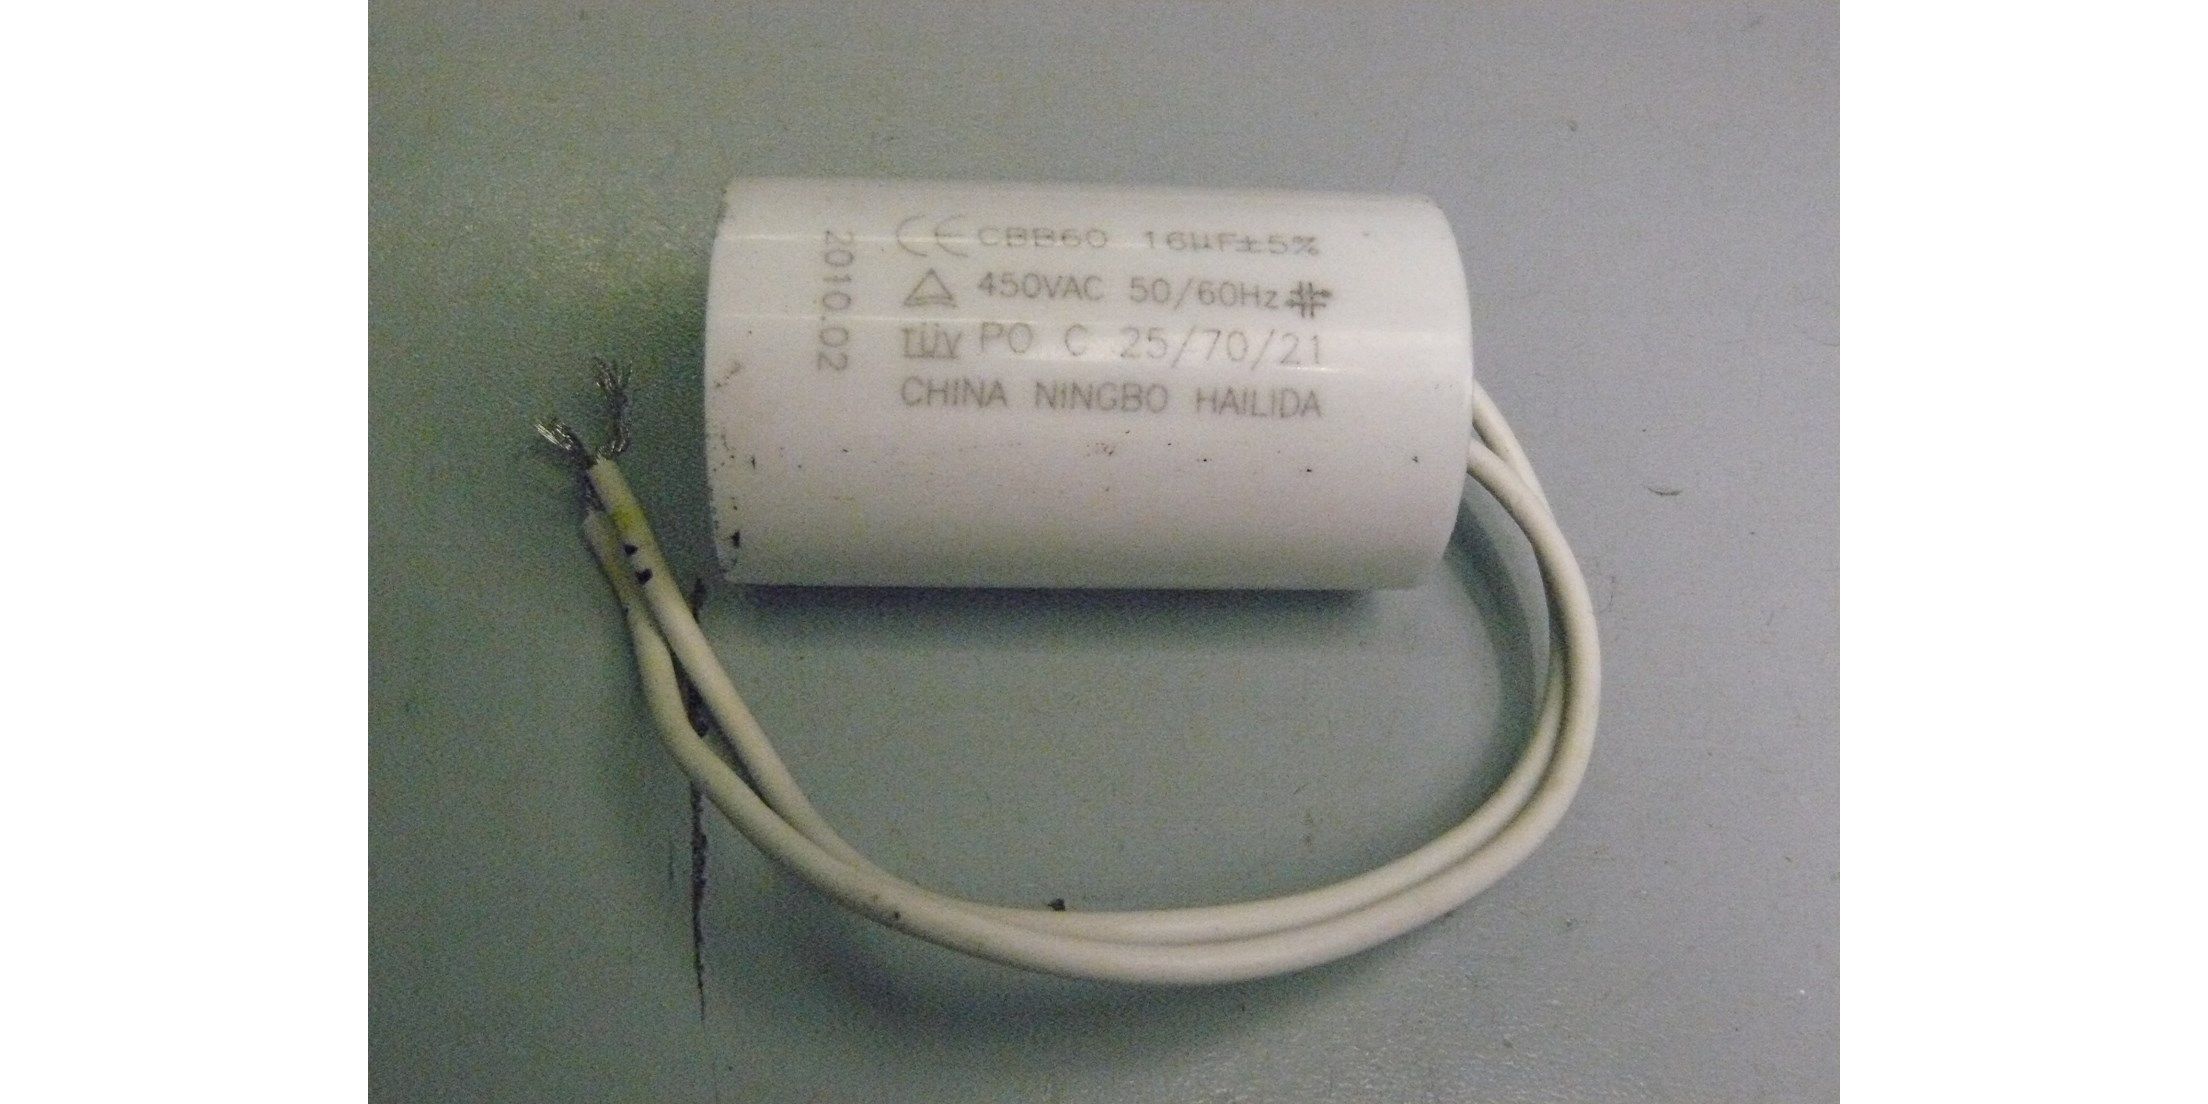 CE CBB60 16μF±5%
450VAC 50/60Hz
TÜV PO C 25/70/21
CHINA NINGBO HAILIDA
2010.02